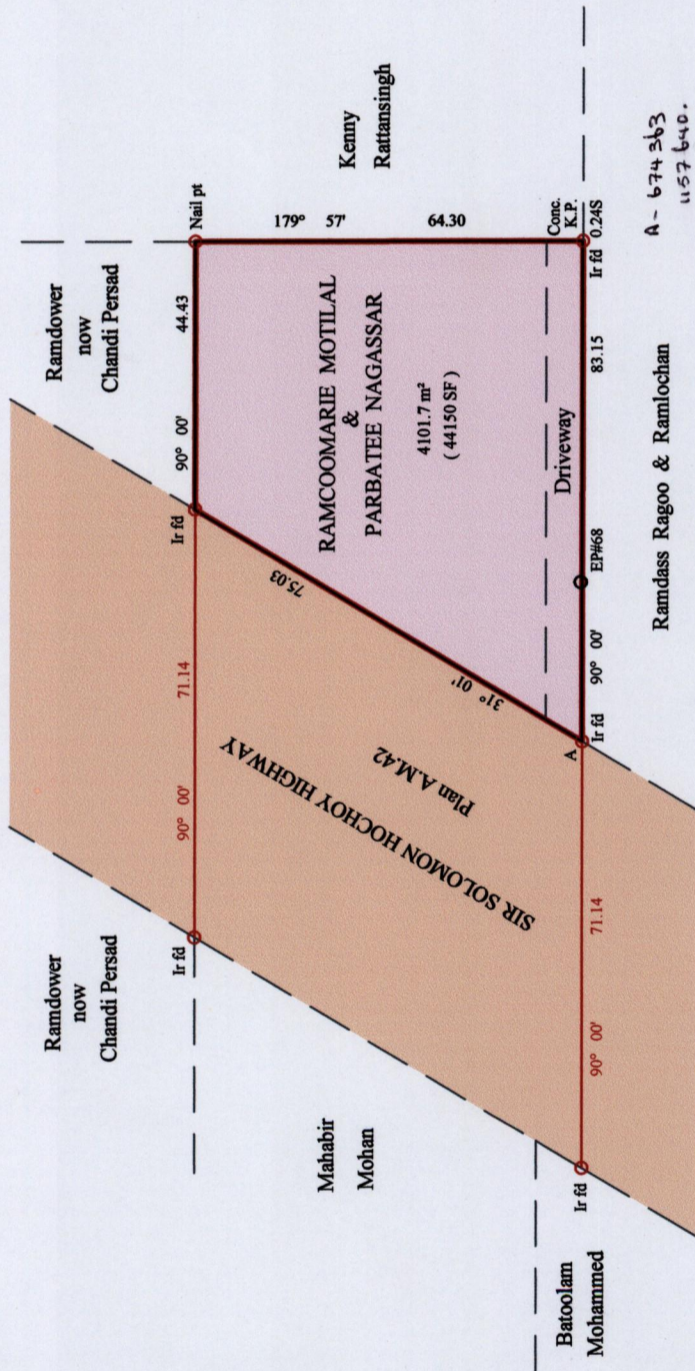 Ramdower
now
Chandi Persad
Ramdower
now
Chandi Persad
Ir fd
90° 00'
71.14
Ir fd
90° 00'
44.43
Nail pt
Mahabir
Mohan
SIR SOLOMON HOCHOY HIGHWAY
Plan A.M.42
31° 01'
75.03
RAMCOOMARIE MOTILAL
&
PARBATEE NAGASSAR
4101.7 m²
( 44150 SF )
179° 57'
64.30
Kenny
Rattansingh
Driveway
Conc.
K.P.
Batoolam
Mohammed
Ir fd
90° 00'
71.14
A
Ir fd
90° 00'
EP#68
83.15
Ir fd
0.24S
Ramdass Ragoo & Ramlochan
A - 674363
1157640.